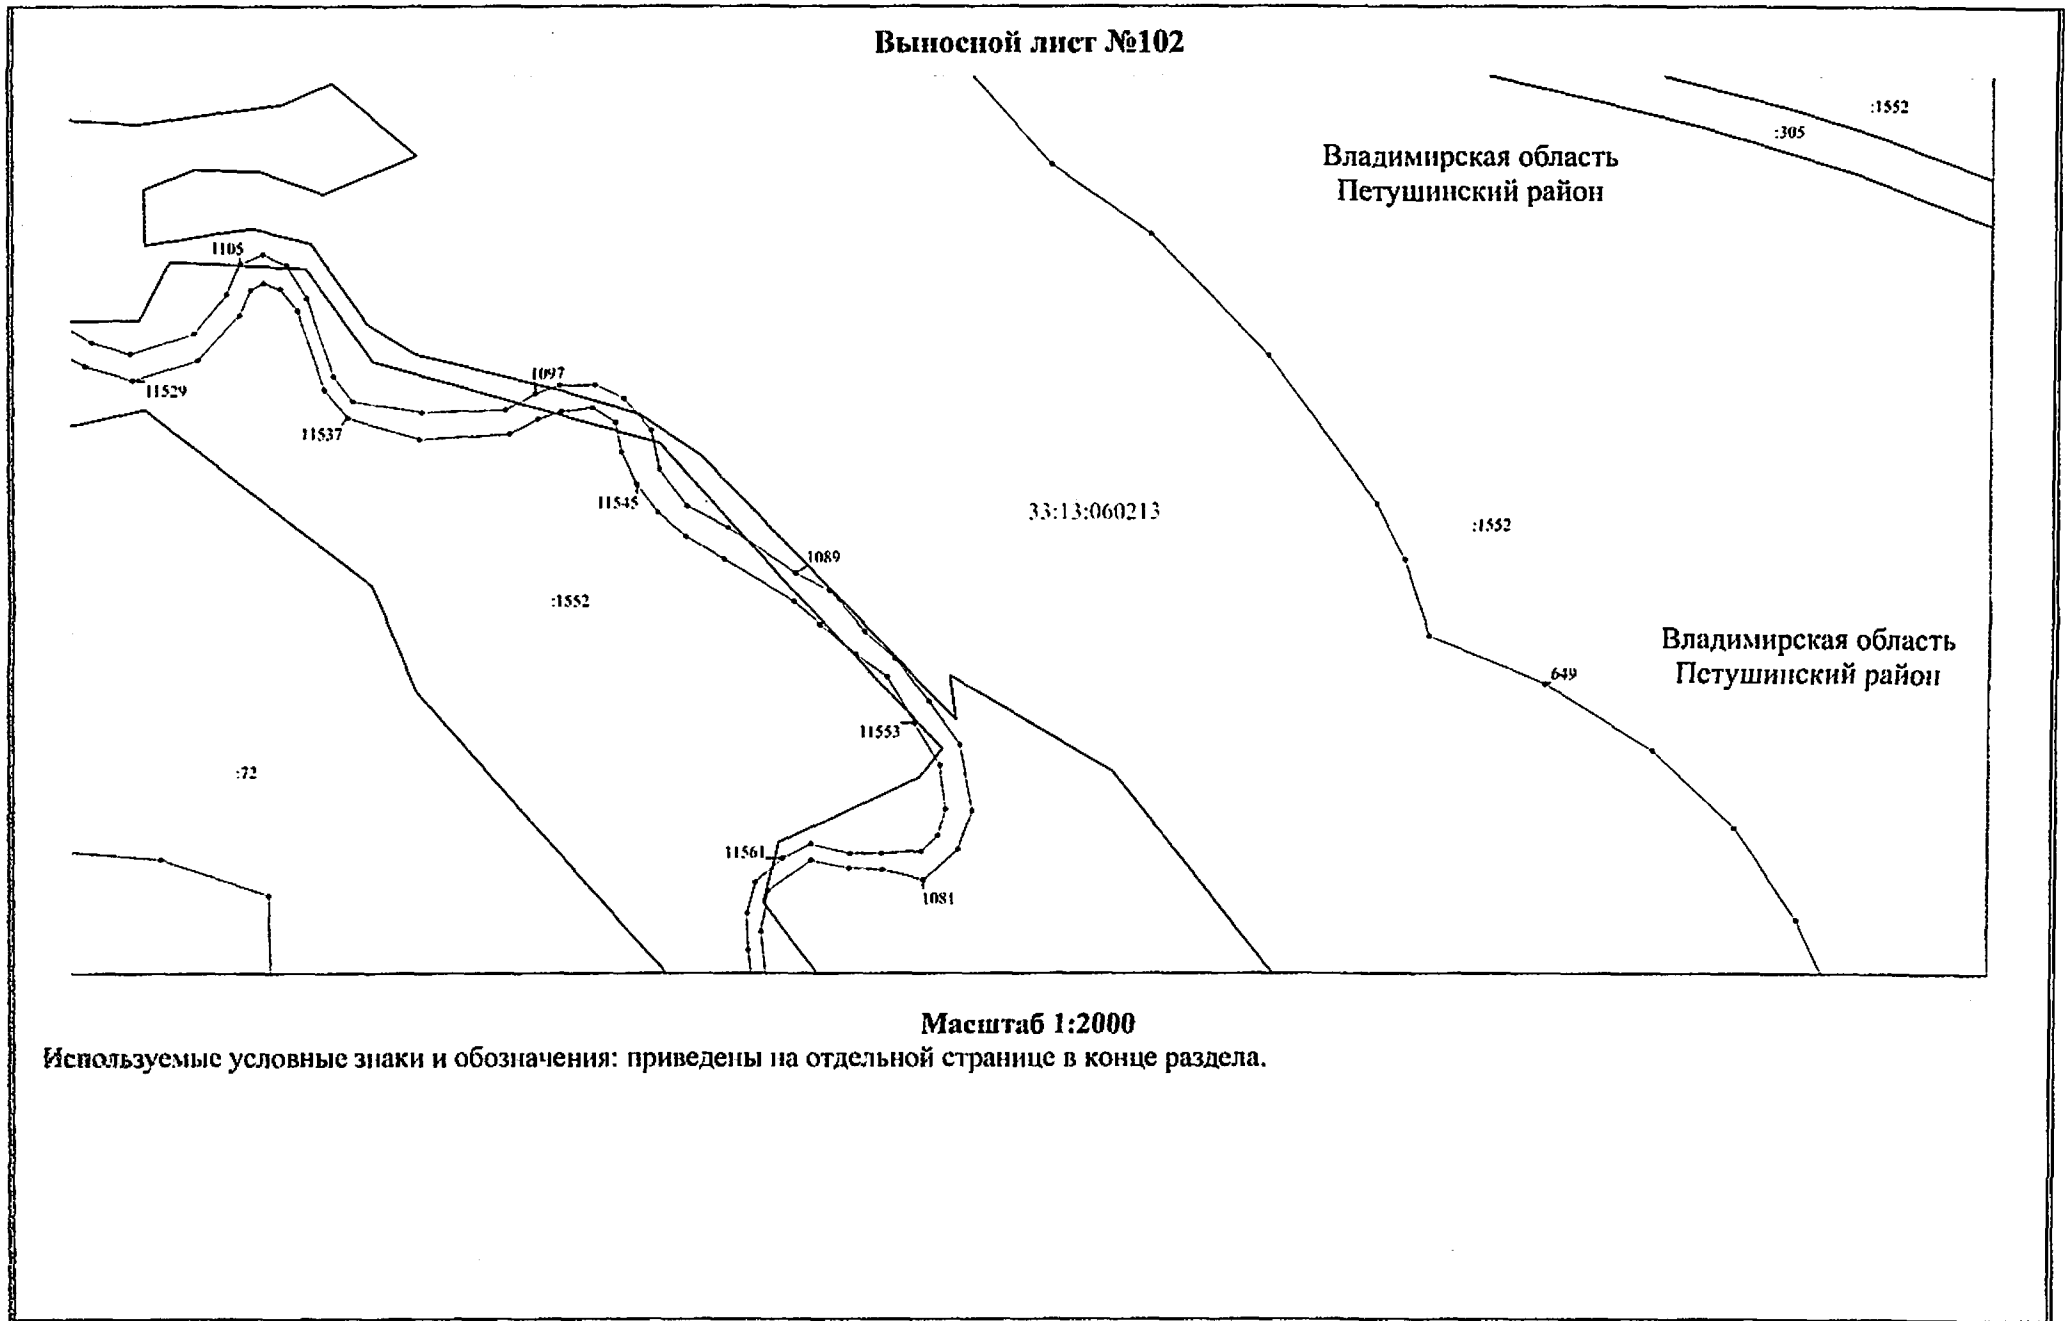 Выносной лист №102
:1552
:305
Владимирская область
Петушинский район
1105
1097
11529
11537
11545
33:13:060213
:1552
1089
:1552
Владимирская область
Петушинский район
649
11553
:72
11561
1081
Масштаб 1:2000
Используемые условные знаки и обозначения: приведены на отдельной странице в конце раздела.